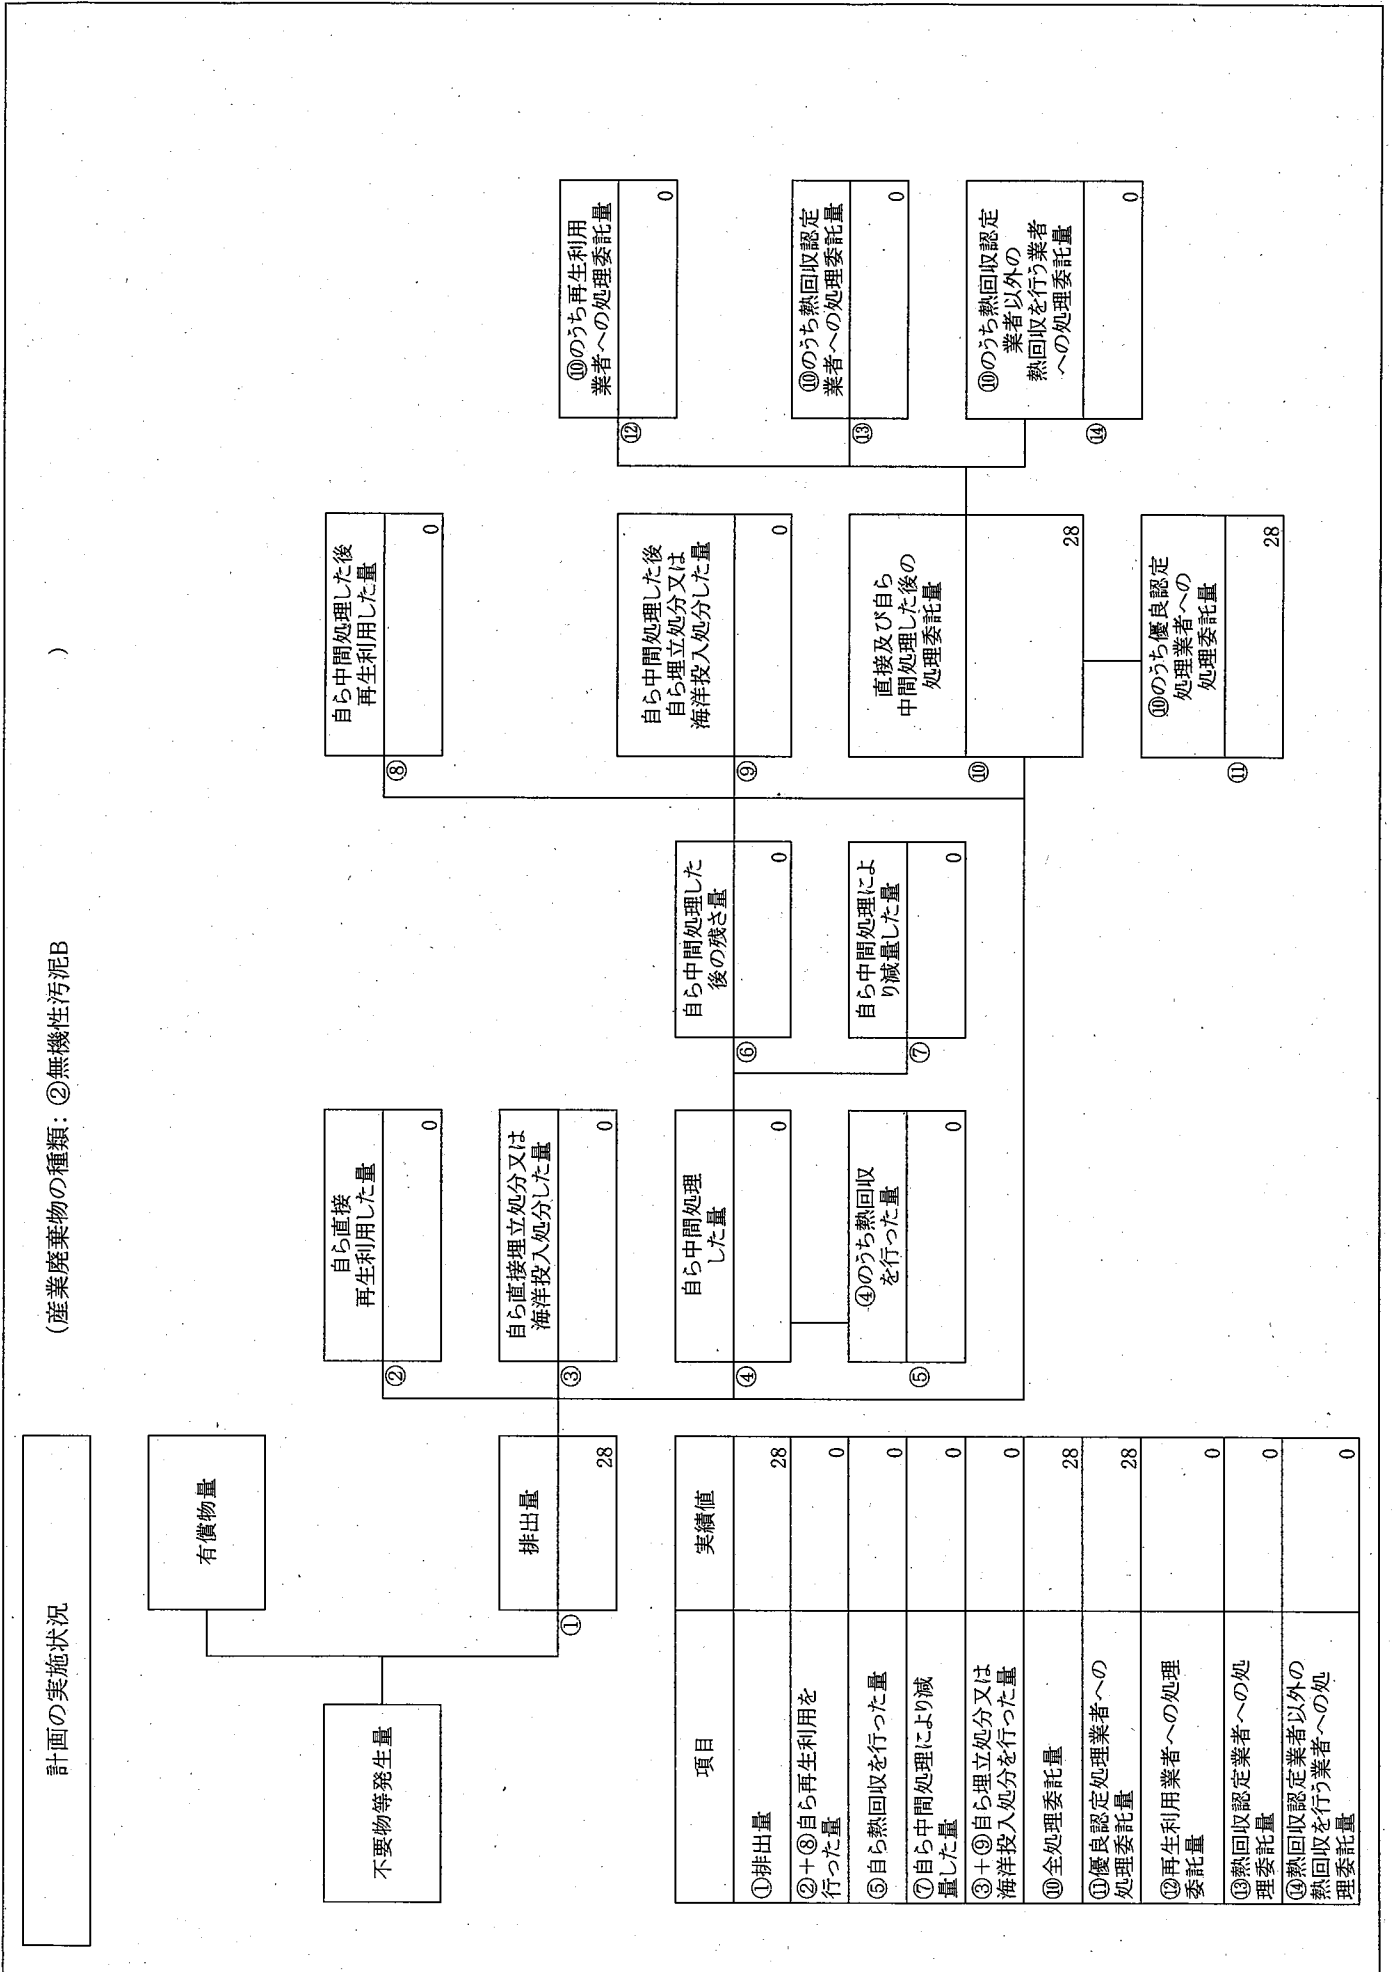 計画の実施状況
(産業廃棄物の種類：②無機性汚泥B
)
不要物等発生量
有償物量
①
排出量
28
②
自ら直接
再生利用した量
0
③
自ら直接埋立処分又は
海洋投入処分した量
0
④
自ら中間処理
した量
0
⑤
④のうち熱回収
を行った量
0
⑥
自ら中間処理した
後の残さ量
0
⑦
自ら中間処理によ
り減量した量
0
⑧
自ら中間処理した後
再生利用した量
0
⑨
自ら中間処理した後
自ら埋立処分又は
海洋投入処分した量
0
⑩
直接及び自ら
中間処理した後の
処理委託量
28
⑪
⑩のうち優良認定
処理業者への
処理委託量
28
⑫
⑩のうち再生利用
業者への処理委託量
0
⑬
⑩のうち熱回収認定
業者への処理委託量
0
⑭
⑩のうち熱回収認定
業者以外の
熱回収を行う業者
への処理委託量
0
項目 実績値
①排出量 28
②＋⑧自ら再生利用を
行った量 0
⑤自ら熱回収を行った量 0
⑦自ら中間処理により減
量した量 0
③＋⑨自ら埋立処分又は
海洋投入処分を行った量 0
⑩全処理委託量 28
⑪優良認定処理業者への
処理委託量 28
⑫再生利用業者への処理
委託量 0
⑬熱回収認定業者への処
理委託量 0
⑭熱回収認定業者以外の
熱回収を行う業者への処
理委託量 0